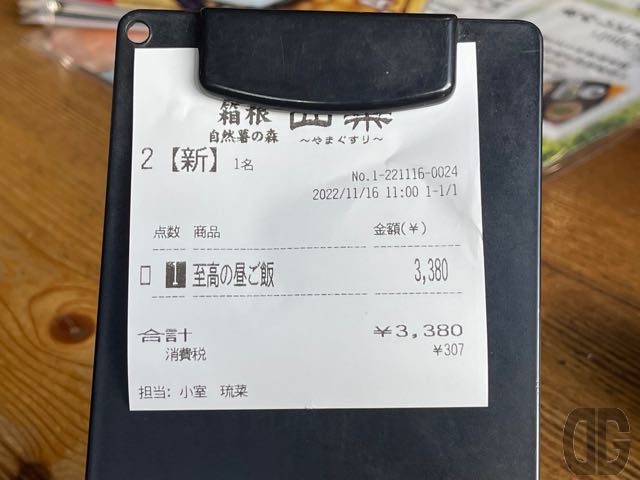 箱根 山薬
自然薯の森 ～やまぐすり～
2【新】 1名
No.1-221116-0024
2022/11/16 11:00 1-1/1
点数 商品 金額(¥)
□ 1 至高の昼ご飯 3,380
合計 ¥3,380
消費税 ¥307
担当: 小室 琉菜
DG